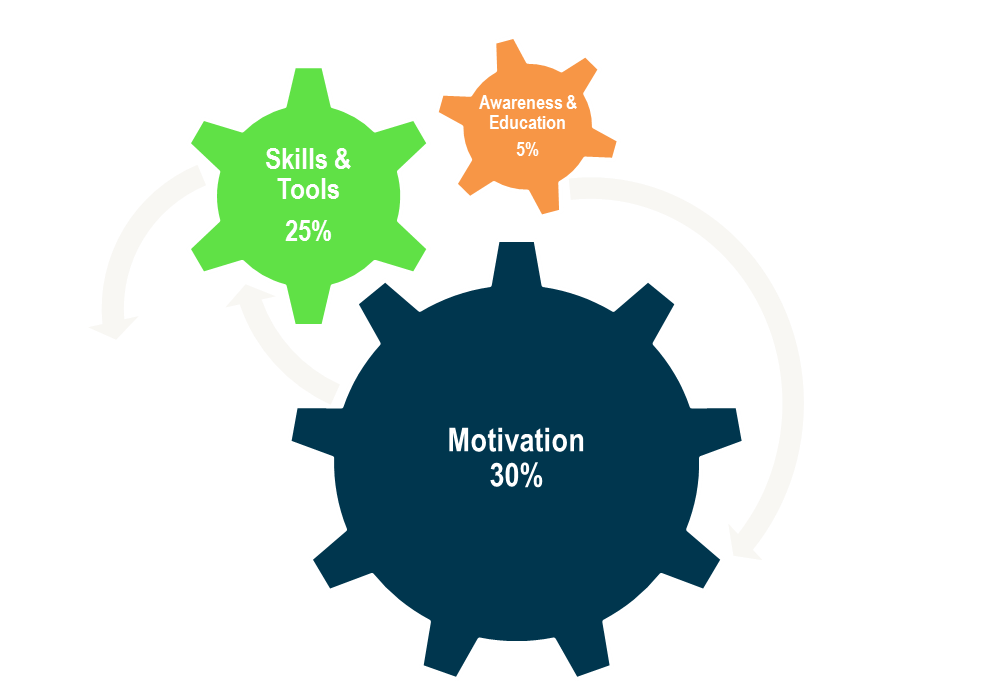 Awareness &
Education
5%
Skills &
Tools
25%
Motivation
30%